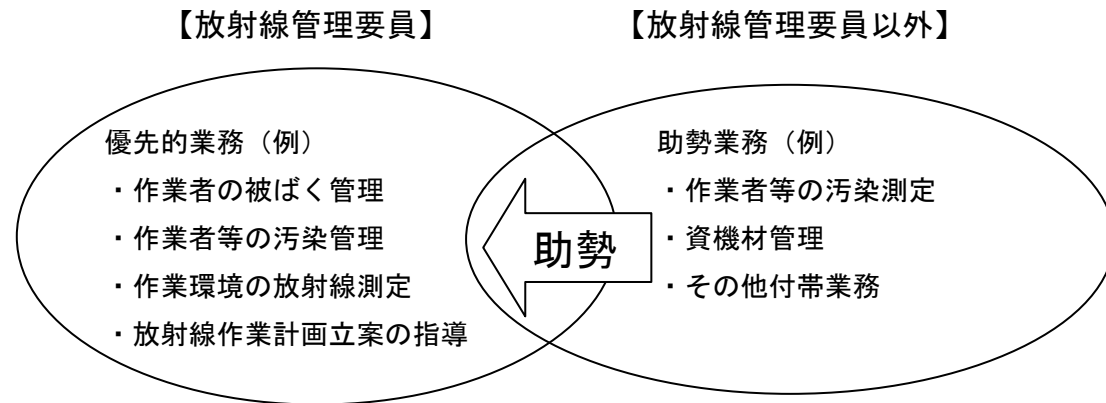 【放射線管理要員】
【放射線管理要員以外】
優先的業務（例）
・作業者の被ばく管理
・作業者等の汚染管理
・作業環境の放射線測定
・放射線作業計画立案の指導
助勢
助勢業務（例）
・作業者等の汚染測定
・資機材管理
・その他付帯業務